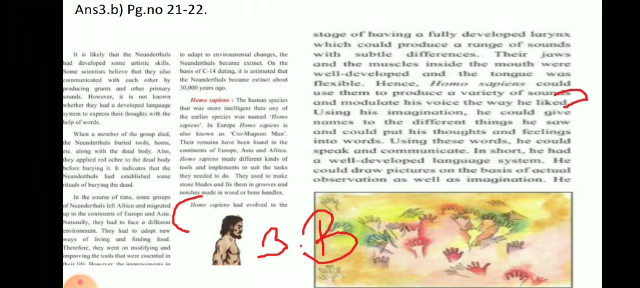 Ans3.b) Pg.no 21-22.
It is likely that the Neanderthals
had developed some artistic skills.
Some scientists believe that they also
communicated with each other by
producing grants and other primary
sounds. However, it is not known
whether they had a developed language
system to express their thoughts with the
help of words.
When a member of the group died,
the Neanderthals buried tools, horns,
etc. along with the dead body. Also,
they applied red ochre to the dead body
before burying it. It indicates that the
Neanderthals had established some
rituals of burying the dead.
In the course of time, some groups
of Neanderthals left Africa and migrated
up to the continents of Europe and Asia.
Naturally, they had to face a different
environment. They had to adopt new
ways of living and finding food.
Therefore, they went on modifying and
improving the tools that were essential in
their life. However, the improvements in
to adapt to environmental changes, the
Neanderthals became extinct. On the
basis of C-14 dating, it is estimated that
the Neanderthals became extinct about
30,000 years ago.
Homo sapiens : The human species
that was more intelligent than any of
the earlier species was named 'Homo
sapiens'. In Europe Homo sapiens is
also known as 'Cro-Magnon Man'.
Their remains have been found in the
continents of Europe, Asia and Africa.
Homo sapiens made different kinds of
tools and implements to suit the tasks
they needed to do. They used to make
stone blades and fix them in grooves and
notches made in wood or bone handles.
Homo sapiens had evolved to the
3.B
stage of having a fully developed larynx
which could produce a range of sounds
with subtle differences. Their jaws
and the muscles inside the mouth were
well-developed and the tongue was
flexible. Hence, Homo sapiens could
use them to produce a variety of sounds
and modulate his voice the way he liked.
Using his imagination, he could give
names to the different things he saw
and could put his thoughts and feelings
into words. Using these words, he could
speak and communicate. In short, he had
a well-developed language system. He
could draw pictures on the basis of actual
observation as well as imagination. He